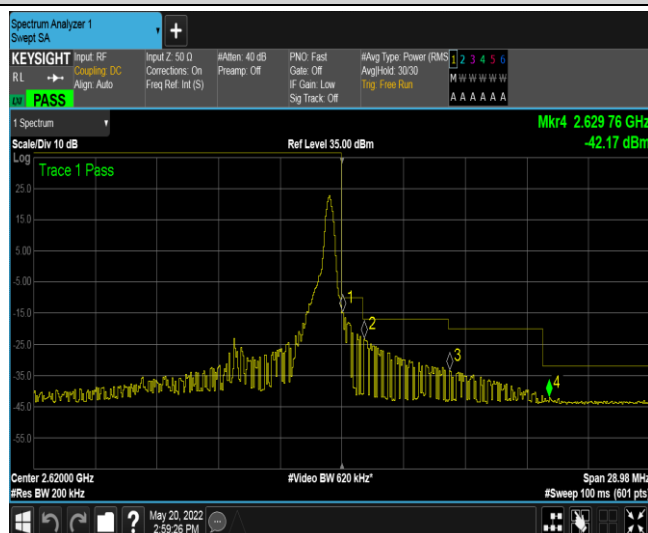 Spectrum Analyzer 1
Swept SA
+
KEYSIGHT Input: RF Input Z: 50 Ω #Atten: 40 dB PNO: Fast #Avg Type: Power (RMS 1 2 3 4 5 6
RL Coupling: DC Corrections: On Preamp: Off Gate: Off Avg|Hold: 30/30 M W W W W W
Align: Auto Freq Ref: Int (S) IF Gain: Low Trig: Free Run
LW PASS Sig Track: Off A A A A A A
1 Spectrum Mkr4 2.629 76 GHz
Scale/Div 10 dB Ref Level 35.00 dBm -42.17 dBm
Log
Trace 1 Pass
25.0
15.0
5.00
-5.00
1
-15.0
2
-25.0
3
-35.0
4
-45.0
-55.0
Center 2.62000 GHz #Video BW 620 kHz* Span 28.98 MHz
#Res BW 200 kHz #Sweep 100 ms (601 pts)
? May 20, 2022
2:59:26 PM